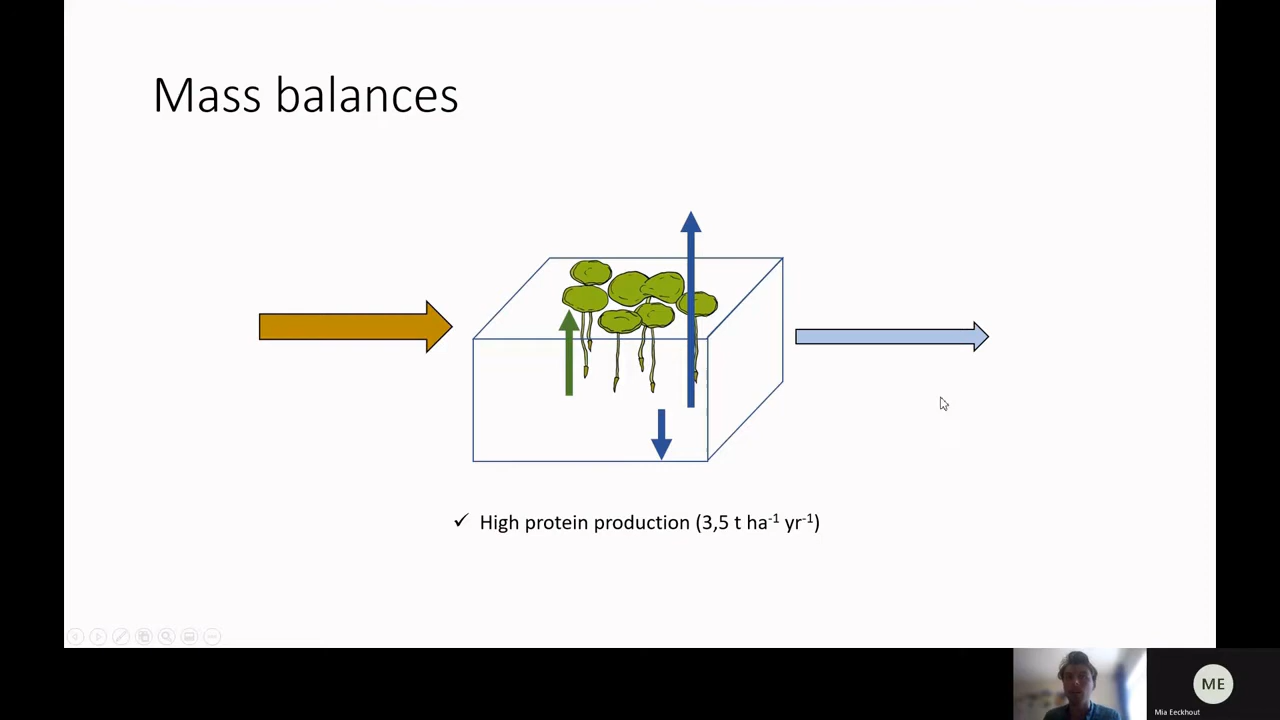 Mass balances
✓ High protein production (3,5 t ha⁻¹ yr⁻¹)
ME
Mia Eeckhout